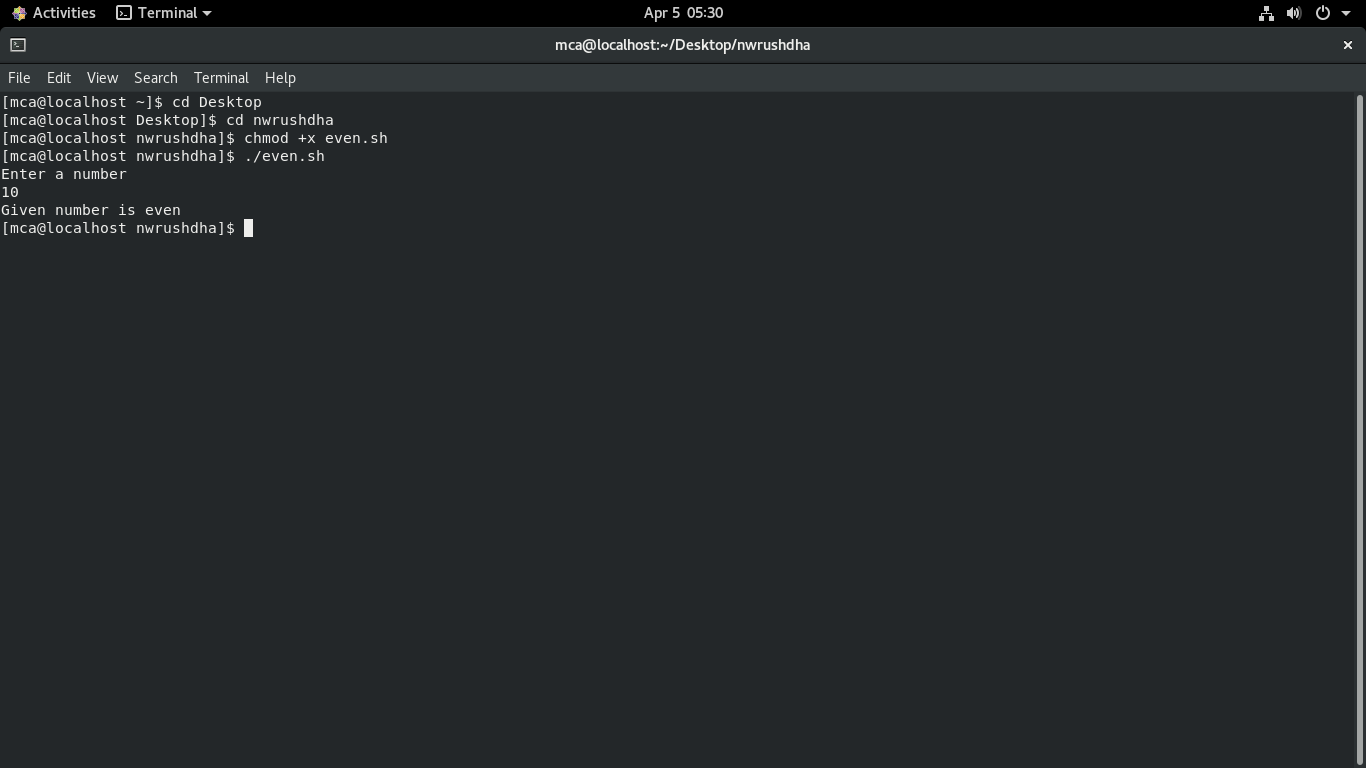 Activities Terminal Apr 5 05:30
mca@localhost:~/Desktop/nwrushdha
File Edit View Search Terminal Help
[mca@localhost ~]$ cd Desktop
[mca@localhost Desktop]$ cd nwrushdha
[mca@localhost nwrushdha]$ chmod +x even.sh
[mca@localhost nwrushdha]$ ./even.sh
Enter a number
10
Given number is even
[mca@localhost nwrushdha]$